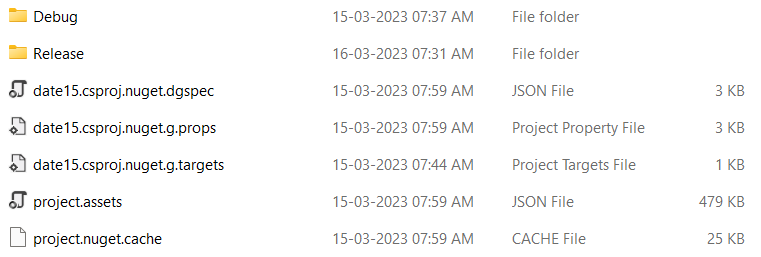 Debug 15-03-2023 07:37 AM File folder
Release 16-03-2023 07:31 AM File folder
date15.csproj.nuget.dgspec 15-03-2023 07:59 AM JSON File 3 KB
date15.csproj.nuget.g.props 15-03-2023 07:59 AM Project Property File 3 KB
date15.csproj.nuget.g.targets 15-03-2023 07:44 AM Project Targets File 1 KB
project.assets 15-03-2023 07:59 AM JSON File 479 KB
project.nuget.cache 15-03-2023 07:59 AM CACHE File 25 KB